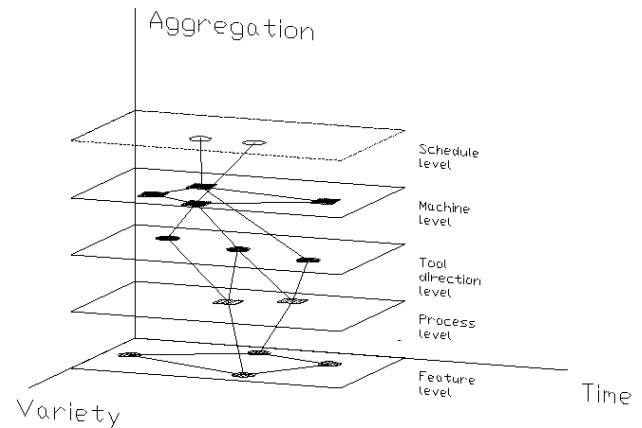 Aggregation
Schedule
level
Machine
level
Tool
direction
level
Process
level
Feature
level
Time
Variety